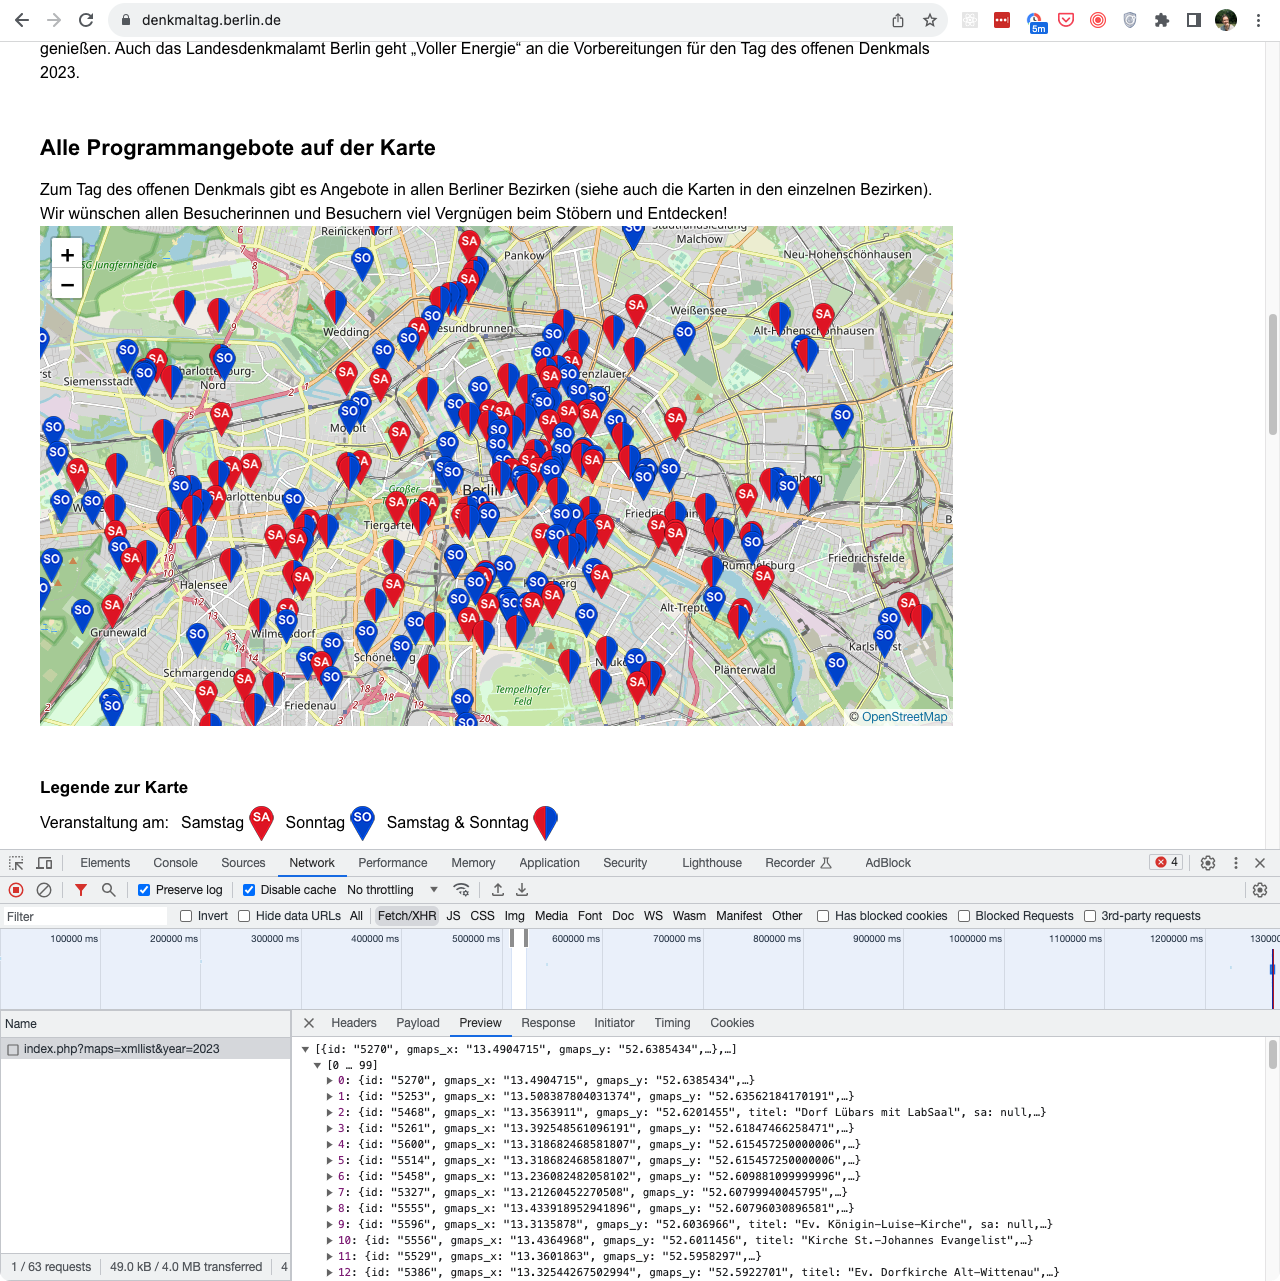 denkmaltag.berlin.de
5m
genießen. Auch das Landesdenkmalamt Berlin geht „Voller Energie“ an die Vorbereitungen für den Tag des offenen Denkmals
2023.
Alle Programmangebote auf der Karte
Zum Tag des offenen Denkmals gibt es Angebote in allen Berliner Bezirken (siehe auch die Karten in den einzelnen Bezirken).
Wir wünschen allen Besucherinnen und Besuchern viel Vergnügen beim Stöbern und Entdecken!
+
−
Reinickendorf
Pankow
Malchow
Neu-Hohenschönhausen
SG Jungfernheide
Wedding
Gesundbrunnen
Weißensee
Alt-Hohenschönhausen
Siemensstadt
Charlottenburg-
Nord
Moabit
Charlottenburg
Großer
Tiergarten
Berlin
Friedrichsfelde
Halensee
Rummelsburg
Grunewald
Wilmersdorf
Alt-Treptow
Schöneberg
Karlshorst
Schmargendorf
Plänterwald
Friedenau
Tempelhofer
Feld
© OpenStreetMap
Legende zur Karte
Veranstaltung am: Samstag SA Sonntag SO Samstag & Sonntag
Elements Console Sources Network Performance Memory Application Security Lighthouse Recorder AdBlock 4
Preserve log Disable cache No throttling
Filter Invert Hide data URLs All Fetch/XHR JS CSS Img Media Font Doc WS Wasm Manifest Other Has blocked cookies Blocked Requests 3rd-party requests
100000 ms 200000 ms 300000 ms 400000 ms 500000 ms 600000 ms 700000 ms 800000 ms 900000 ms 1000000 ms 1100000 ms 1200000 ms 130000
Name
Headers Payload Preview Response Initiator Timing Cookies
index.php?maps=xmllist&year=2023
[{id: "5270", gmaps_x: "13.4904715", gmaps_y: "52.6385434",…},…]
[0 … 99]
0: {id: "5270", gmaps_x: "13.4904715", gmaps_y: "52.6385434",…}
1: {id: "5253", gmaps_x: "13.508387804031374", gmaps_y: "52.63562184170191",…}
2: {id: "5468", gmaps_x: "13.3563911", gmaps_y: "52.6201455", titel: "Dorf Lübars mit LabSaal", sa: null,…}
3: {id: "5261", gmaps_x: "13.392548561096191", gmaps_y: "52.61847466258471",…}
4: {id: "5600", gmaps_x: "13.318682468581807", gmaps_y: "52.615457250000006",…}
5: {id: "5514", gmaps_x: "13.318682468581807", gmaps_y: "52.615457250000006",…}
6: {id: "5458", gmaps_x: "13.236082482058102", gmaps_y: "52.609881099999996",…}
7: {id: "5327", gmaps_x: "13.21260452270508", gmaps_y: "52.60799940045795",…}
8: {id: "5555", gmaps_x: "13.433918952941896", gmaps_y: "52.60796030896581",…}
9: {id: "5596", gmaps_x: "13.3135878", gmaps_y: "52.6036966", titel: "Ev. Königin-Luise-Kirche", sa: null,…}
10: {id: "5556", gmaps_x: "13.4364968", gmaps_y: "52.6011456", titel: "Kirche St.-Johannes Evangelist",…}
11: {id: "5529", gmaps_x: "13.3601863", gmaps_y: "52.5958297",…}
12: {id: "5386", gmaps_x: "13.32544267502994", gmaps_y: "52.5922701", titel: "Ev. Dorfkirche Alt-Wittenau",…}
1 / 63 requests 49.0 kB / 4.0 MB transferred 4